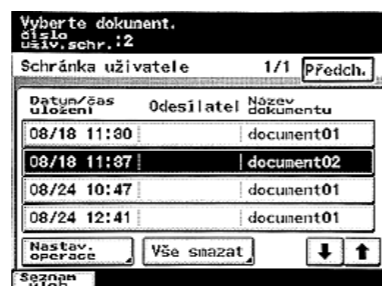 Vyberte dokument.
číslo
uživ.schr.:2
Schránka uživatele 1/1 Předch.
Datum/čas
uložení
Odesílatel
Název
dokumentu
08/18 11:30 document01
08/18 11:37 document02
08/24 10:47 document01
08/24 12:41 document01
Nastav.
operace
Vše smazat
Seznam
úloh